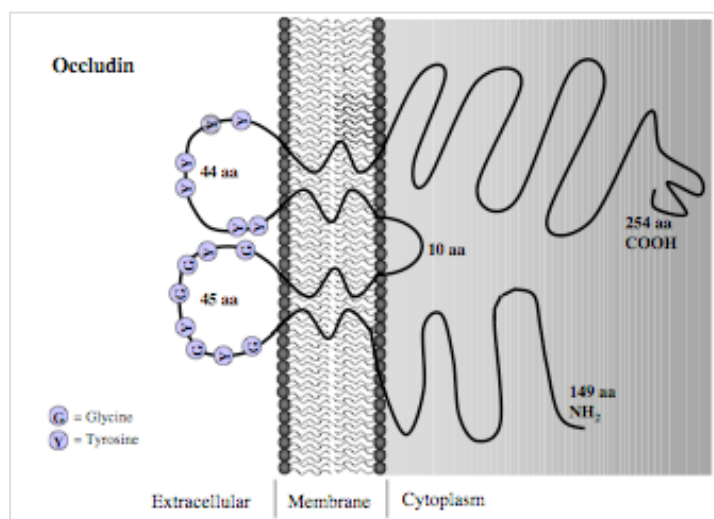 Occludin
Y Y
Y
44 aa
Y
Y Y
10 aa
254 aa
COOH
G Y G
G
45 aa
Y
G Y G
149 aa
NH₂
G = Glycine
Y = Tyrosine
Extracellular
Membrane
Cytoplasm